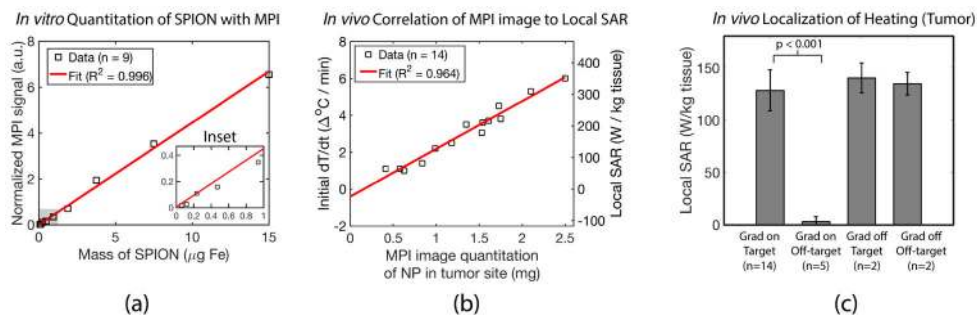 In vitro Quantitation of SPION with MPI
Normalized MPI signal (a.u.)
8
6
4
2
0
Data (n = 9)
Fit (R² = 0.996)
Inset
0.4
0.2
0
0 0.2 0.4 0.6 0.8 1
0 5 10 15
Mass of SPION (μg Fe)
(a)
In vivo Correlation of MPI image to Local SAR
Initial dT/dt (Δ°C / min)
8
6
4
2
0
-2
Data (n = 14)
Fit (R² = 0.964)
400
300
200
100
0
-100
Local SAR (W / kg tissue)
0 0.5 1 1.5 2 2.5
MPI image quantitation
of NP in tumor site (mg)
(b)
In vivo Localization of Heating (Tumor)
p < 0.001
Local SAR (W/kg tissue)
150
100
50
0
Grad on Grad on Grad off Grad off
Target Off-target Target Off-target
(n=14) (n=5) (n=2) (n=2)
(c)